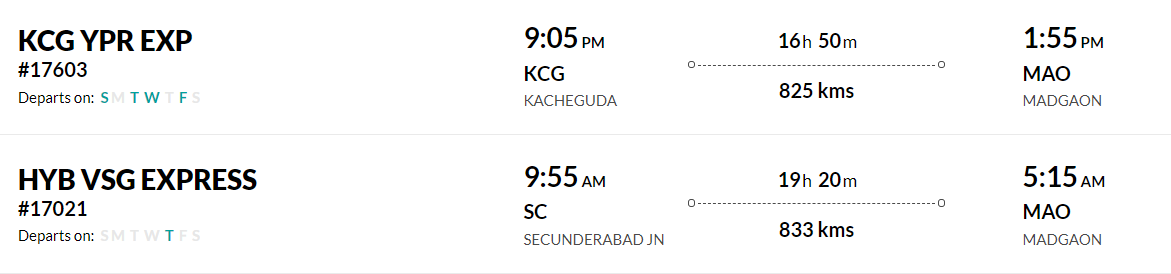 KCG YPR EXP
#17603
Departs on: S M T W T F S
9:05 PM
KCG
KACHEGUDA
16h 50m
825 kms
1:55 PM
MAO
MADGAON
HYB VSG EXPRESS
#17021
Departs on: S M T W T F S
9:55 AM
SC
SECUNDERABAD JN
19h 20m
833 kms
5:15 AM
MAO
MADGAON